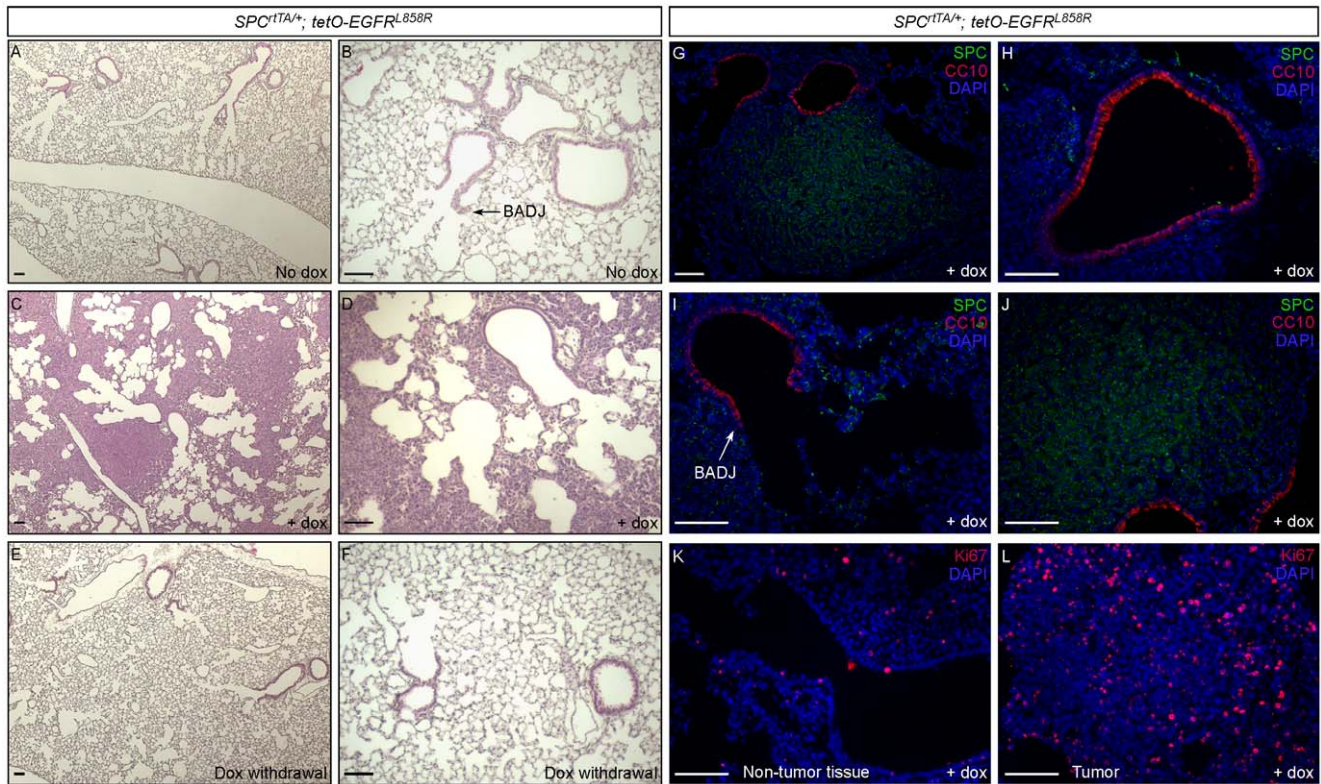 SPCrtTA/+; tetO-EGFRL858R
A
No dox
B
BADJ
No dox
C
+ dox
D
+ dox
E
Dox withdrawal
F
Dox withdrawal
SPCrtTA/+; tetO-EGFRL858R
G
SPC
CC10
DAPI
+ dox
H
SPC
CC10
DAPI
+ dox
I
SPC
CC10
DAPI
BADJ
+ dox
J
SPC
CC10
DAPI
+ dox
K
Ki67
DAPI
Non-tumor tissue
+ dox
L
Ki67
DAPI
Tumor
+ dox